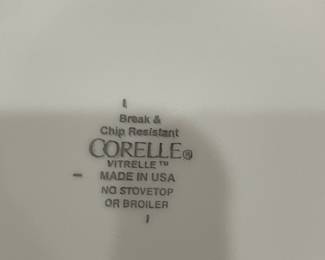 Break &
Chip Resistant
CORELLE®
VITRELLE™
MADE IN USA
NO STOVETOP
OR BROILER